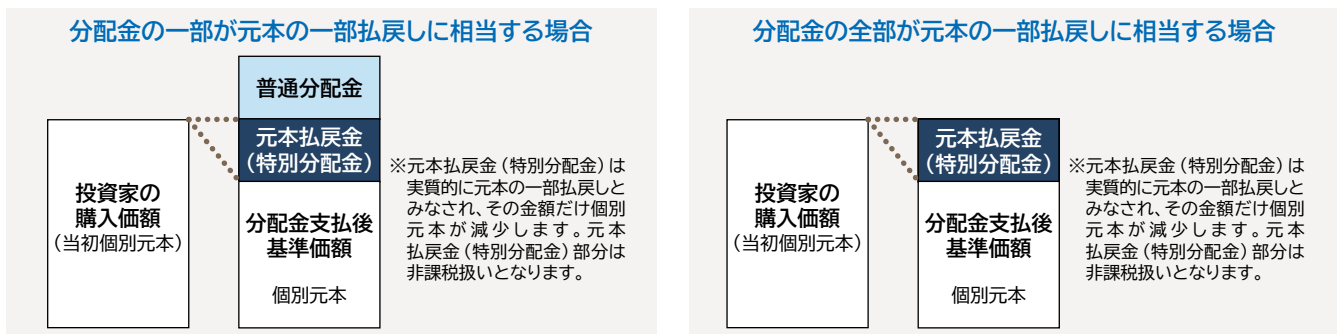 分配金の一部が元本の一部払戻しに相当する場合
普通分配金
元本払戻金
(特別分配金)
投資家の
購入価額
(当初個別元本)
分配金支払後
基準価額
個別元本
※元本払戻金(特別分配金)は
実質的に元本の一部払戻しと
みなされ、その金額だけ個別
元本が減少します。元本
払戻金(特別分配金)部分は
非課税扱いとなります。
分配金の全部が元本の一部払戻しに相当する場合
元本払戻金
(特別分配金)
投資家の
購入価額
(当初個別元本)
分配金支払後
基準価額
個別元本
※元本払戻金(特別分配金)は
実質的に元本の一部払戻しと
みなされ、その金額だけ個別
元本が減少します。元本
払戻金(特別分配金)部分は
非課税扱いとなります。